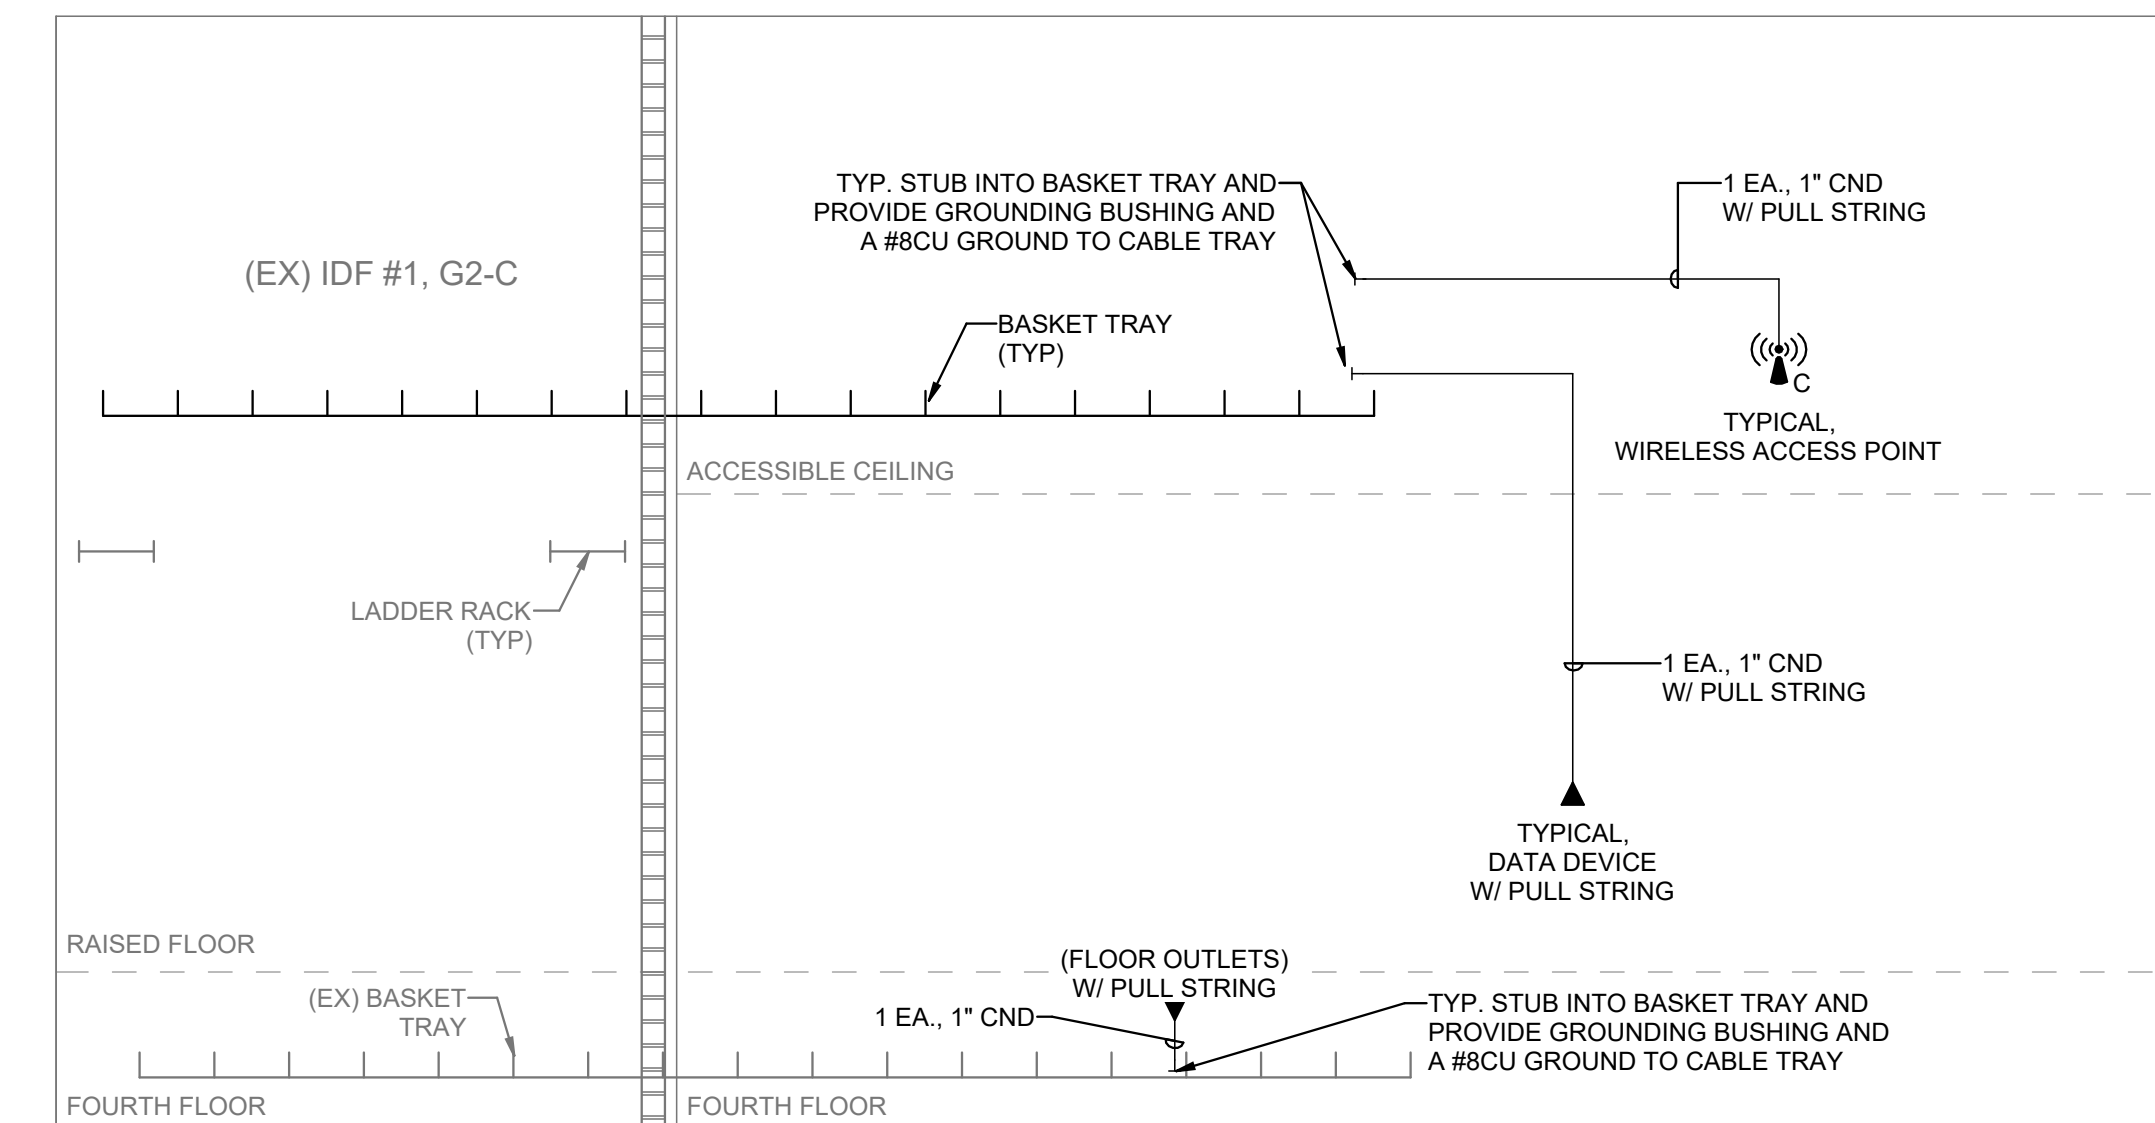 TYP. STUB INTO BASKET TRAY AND
PROVIDE GROUNDING BUSHING AND
A #8CU GROUND TO CABLE TRAY
1 EA., 1" CND
W/ PULL STRING
(EX) IDF #1, G2-C
BASKET TRAY
(TYP)
C
TYPICAL,
WIRELESS ACCESS POINT
ACCESSIBLE CEILING
LADDER RACK
(TYP)
1 EA., 1" CND
W/ PULL STRING
TYPICAL,
DATA DEVICE
W/ PULL STRING
RAISED FLOOR
(FLOOR OUTLETS)
W/ PULL STRING
(EX) BASKET
TRAY
1 EA., 1" CND
TYP. STUB INTO BASKET TRAY AND
PROVIDE GROUNDING BUSHING AND
A #8CU GROUND TO CABLE TRAY
FOURTH FLOOR
FOURTH FLOOR